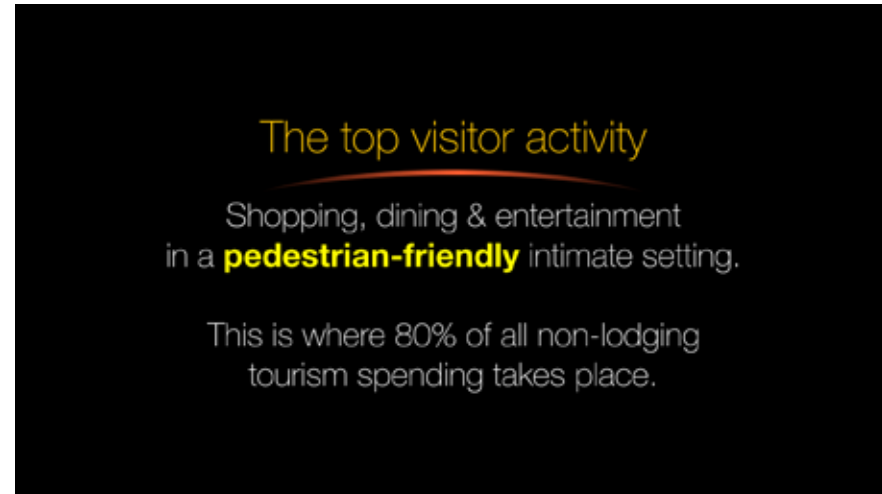 The top visitor activity
Shopping, dining & entertainment
in a pedestrian-friendly intimate setting.
This is where 80% of all non-lodging
tourism spending takes place.